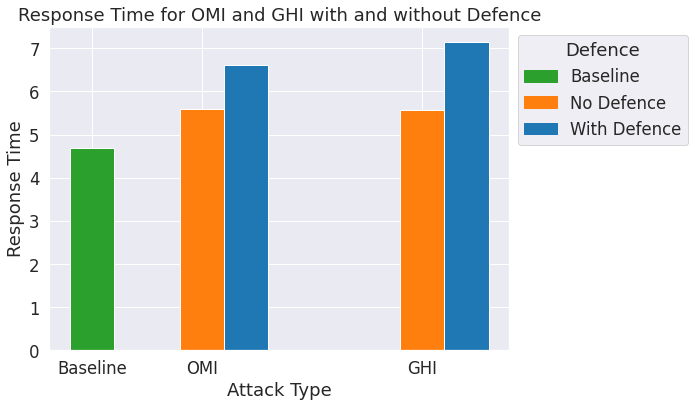 Response Time for OMI and GHI with and without Defence
Defence
Baseline
No Defence
With Defence
Response Time
7
6
5
4
3
2
1
0
Baseline
OMI
GHI
Attack Type